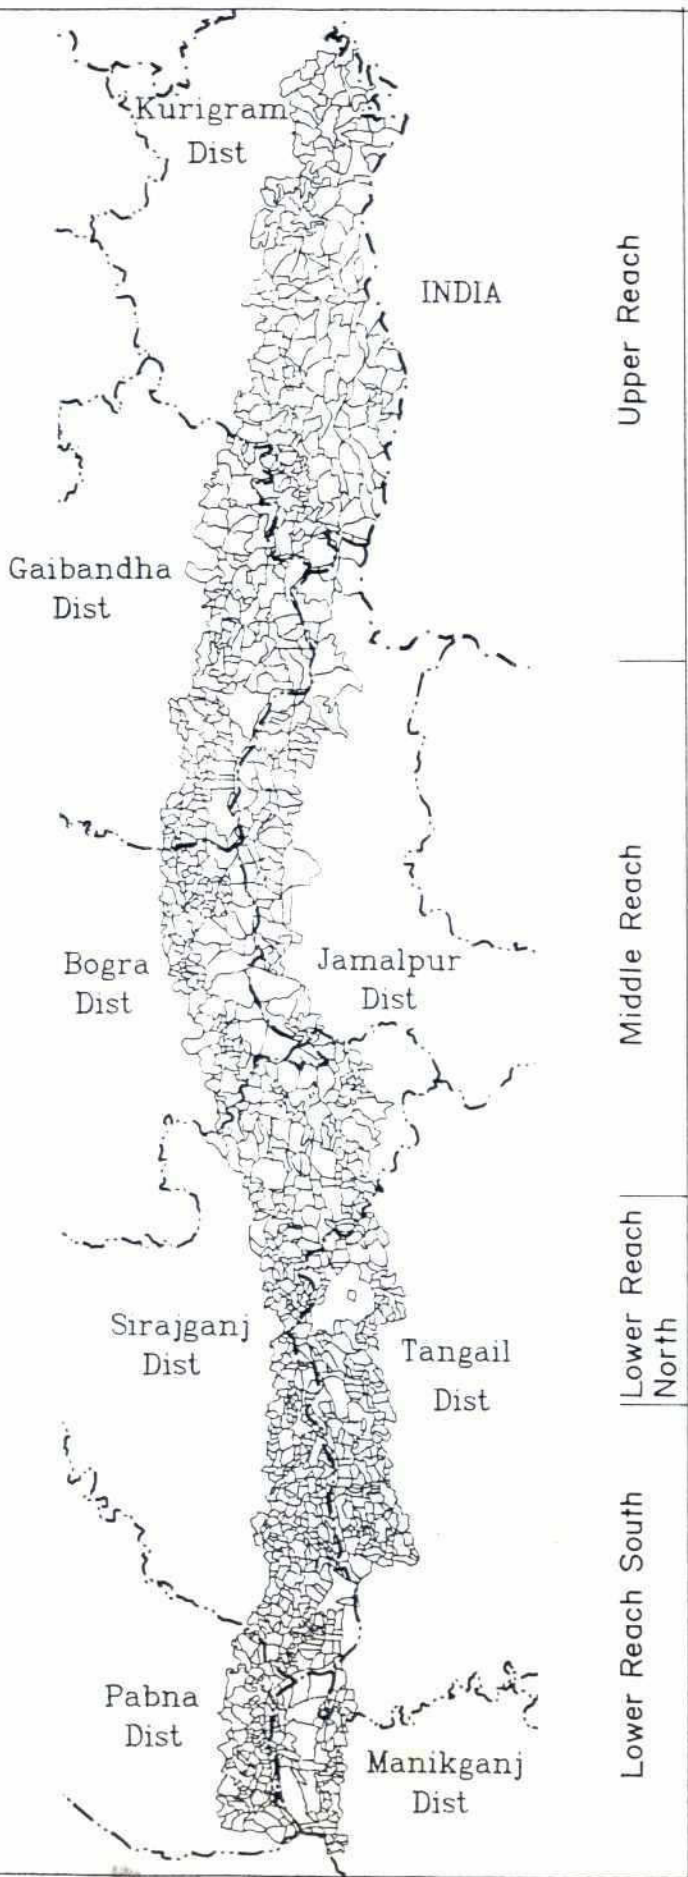 Kurigram
Dist
INDIA
Upper Reach
Gaibandha
Dist
Middle Reach
Bogra
Dist
Jamalpur
Dist
Lower Reach
North
Sirajganj
Dist
Tangail
Dist
Lower Reach South
Pabna
Dist
Manikganj
Dist